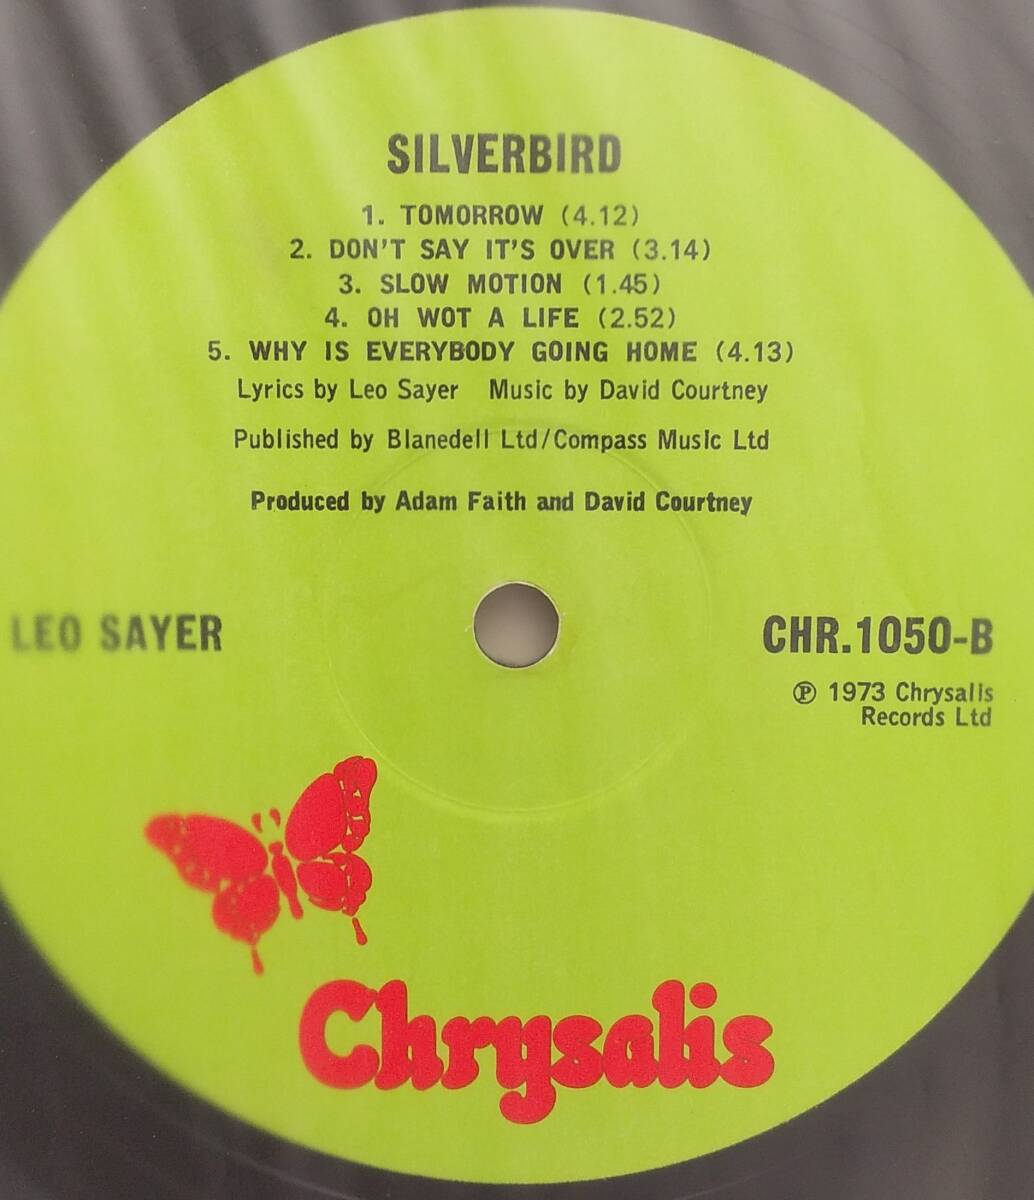 SILVERBIRD
1. TOMORROW (4.12)
2. DON'T SAY IT'S OVER (3.14)
3. SLOW MOTION (1.45)
4. OH WOT A LIFE (2.52)
5. WHY IS EVERYBODY GOING HOME (4.13)
Lyrics by Leo Sayer Music by David Courtney
Published by Blanedell Ltd/Compass Music Ltd
Produced by Adam Faith and David Courtney
LEO SAYER
CHR.1050-B
℗ 1973 Chrysalis
Records Ltd
Chrysalis